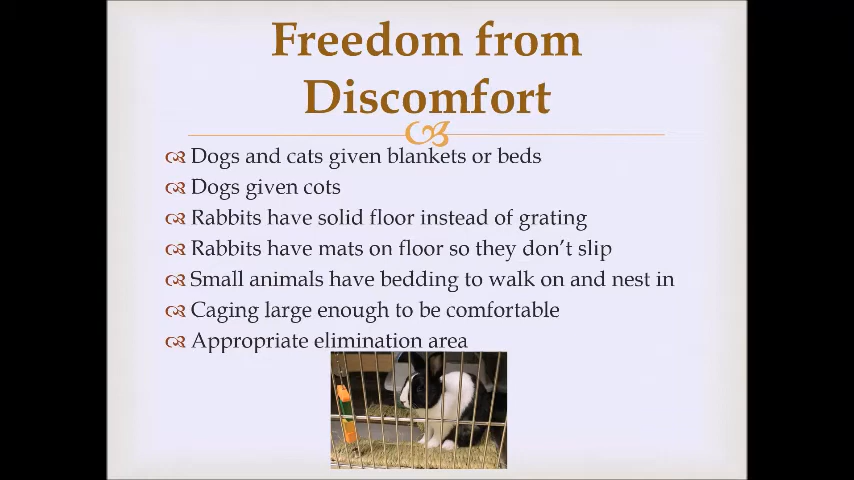 Freedom from
Discomfort
Dogs and cats given blankets or beds
Dogs given cots
Rabbits have solid floor instead of grating
Rabbits have mats on floor so they don’t slip
Small animals have bedding to walk on and nest in
Caging large enough to be comfortable
Appropriate elimination area